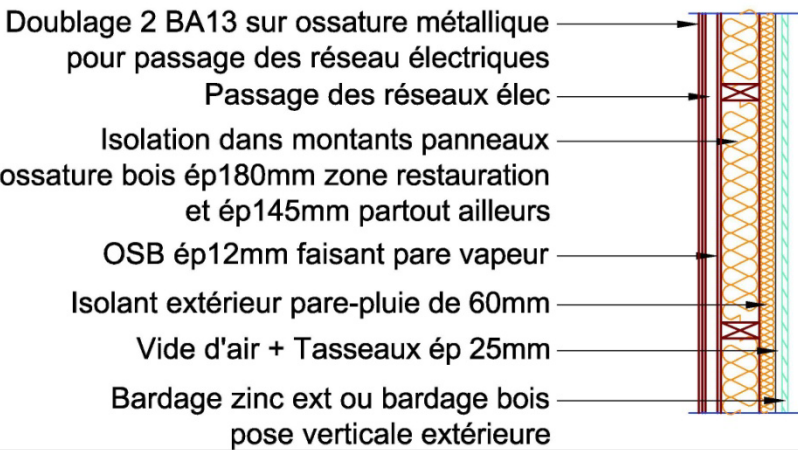 Doublage 2 BA13 sur ossature métallique
pour passage des réseau électriques
Passage des réseaux élec
Isolation dans montants panneaux
ossature bois ép180mm zone restauration
et ép145mm partout ailleurs
OSB ép12mm faisant pare vapeur
Isolant extérieur pare-pluie de 60mm
Vide d'air + Tasseaux ép 25mm
Bardage zinc ext ou bardage bois
pose verticale extérieure